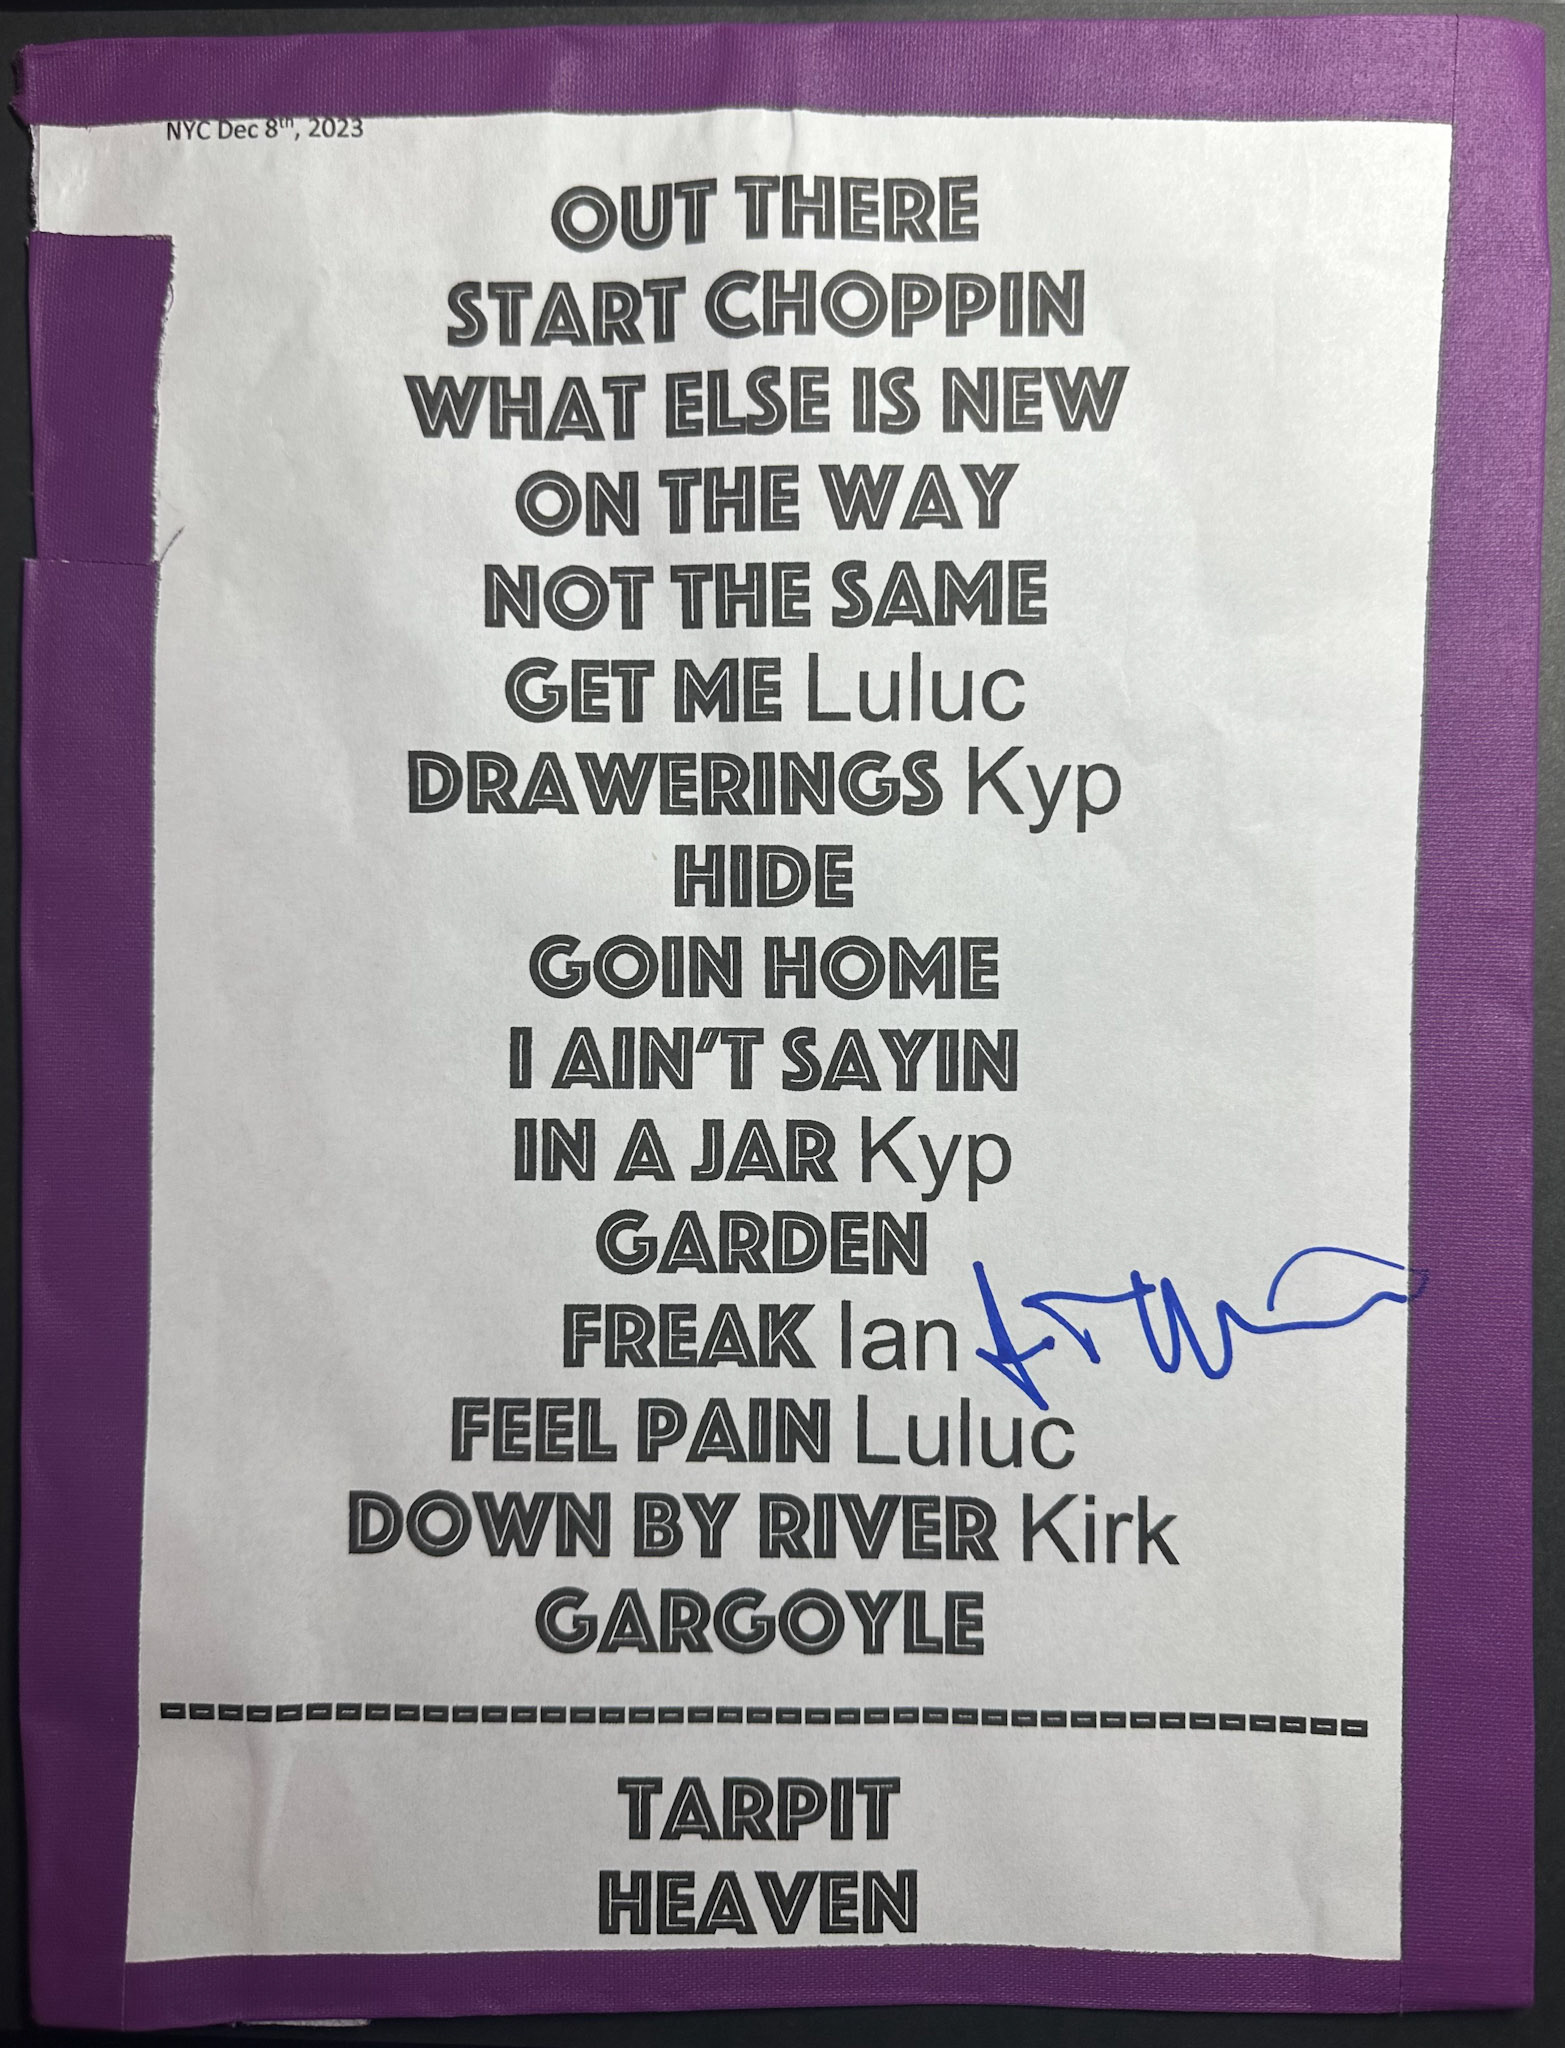 NYC Dec 8th, 2023
OUT THERE
START CHOPPIN
WHAT ELSE IS NEW
ON THE WAY
NOT THE SAME
GET ME Luluc
DRAWERINGS Kyp
HIDE
GOIN HOME
I AIN'T SAYIN
IN A JAR Kyp
GARDEN
FREAK Ian
FEEL PAIN Luluc
DOWN BY RIVER Kirk
GARGOYLE
TARPIT
HEAVEN